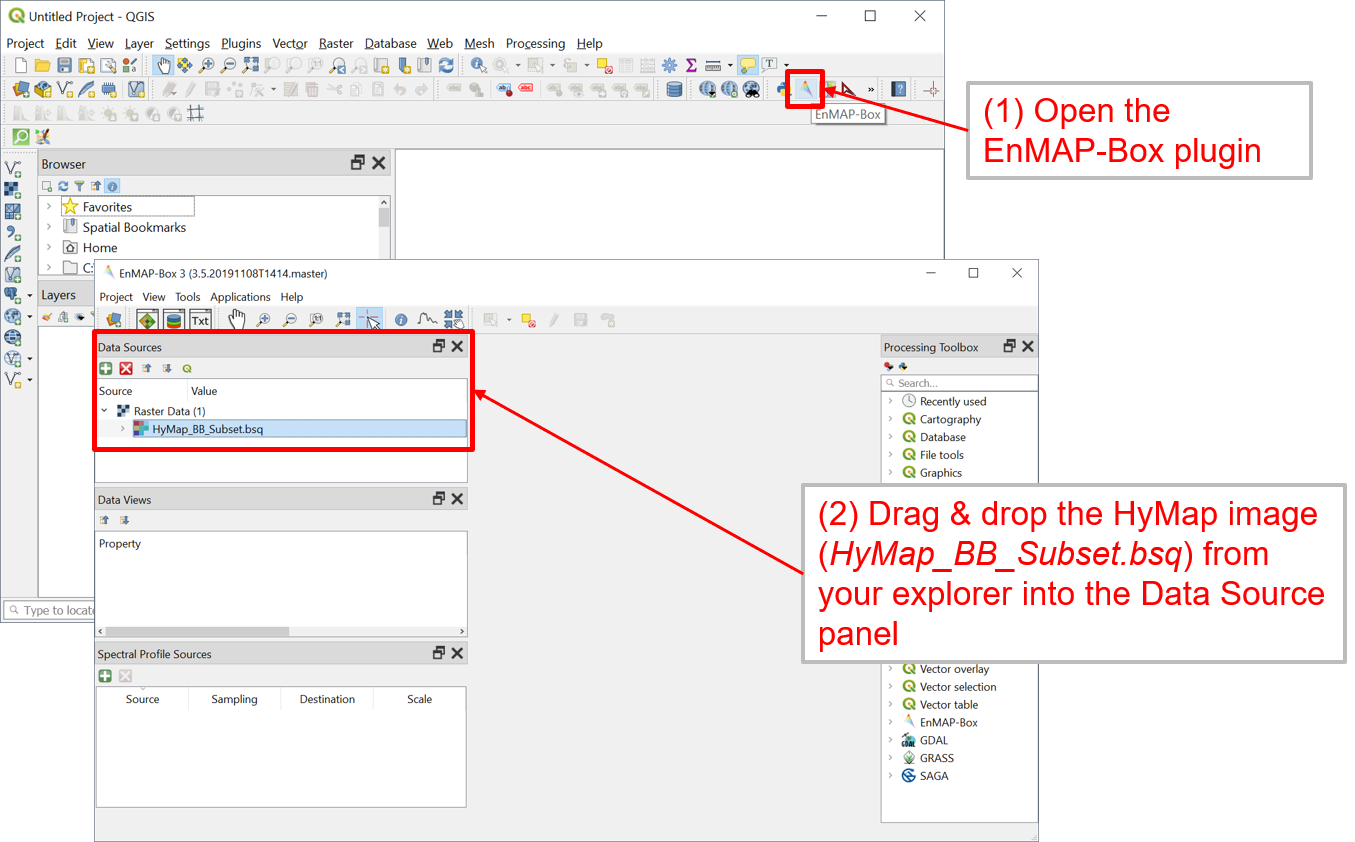 Untitled Project - QGIS
Project Edit View Layer Settings Plugins Vector Raster Database Web Mesh Processing Help
EnMAP-Box
(1) Open the
EnMAP-Box plugin
Browser
Favorites
Spatial Bookmarks
Home
C:
Layers
Type to locat
EnMAP-Box 3 (3.5.20191108T1414.master)
Project View Tools Applications Help
Txt
Data Sources
Source Value
Raster Data (1)
HyMap_BB_Subset.bsq
Data Views
Property
Spectral Profile Sources
Source Sampling Destination Scale
Processing Toolbox
Search...
Recently used
Cartography
Database
File tools
Graphics
(2) Drag & drop the HyMap image
(HyMap_BB_Subset.bsq) from
your explorer into the Data Source
panel
Vector overlay
Vector selection
Vector table
EnMAP-Box
GDAL
GRASS
SAGA